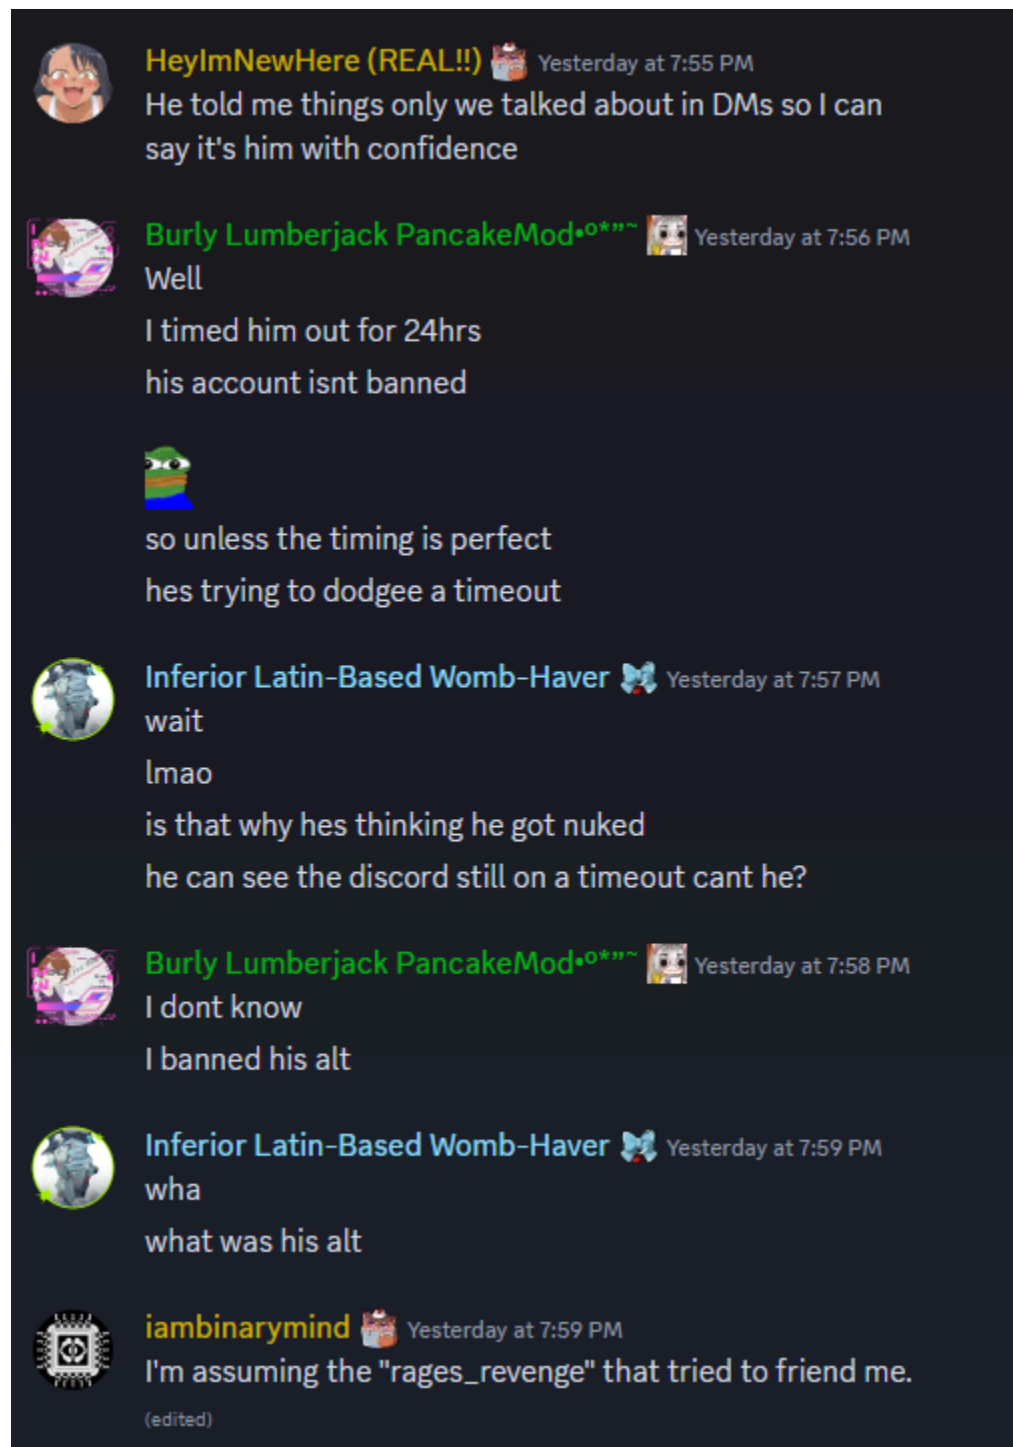 HeyImNewHere (REAL!!) Yesterday at 7:55 PM
He told me things only we talked about in DMs so I can
say it's him with confidence
Burly Lumberjack PancakeMod•º*”˜ Yesterday at 7:56 PM
Well
I timed him out for 24hrs
his account isnt banned
so unless the timing is perfect
hes trying to dodgee a timeout
Inferior Latin-Based Womb-Haver Yesterday at 7:57 PM
wait
lmao
is that why hes thinking he got nuked
he can see the discord still on a timeout cant he?
Burly Lumberjack PancakeMod•º*”˜ Yesterday at 7:58 PM
I dont know
I banned his alt
Inferior Latin-Based Womb-Haver Yesterday at 7:59 PM
wha
what was his alt
iambinarymind Yesterday at 7:59 PM
I'm assuming the "rages_revenge" that tried to friend me.
(edited)